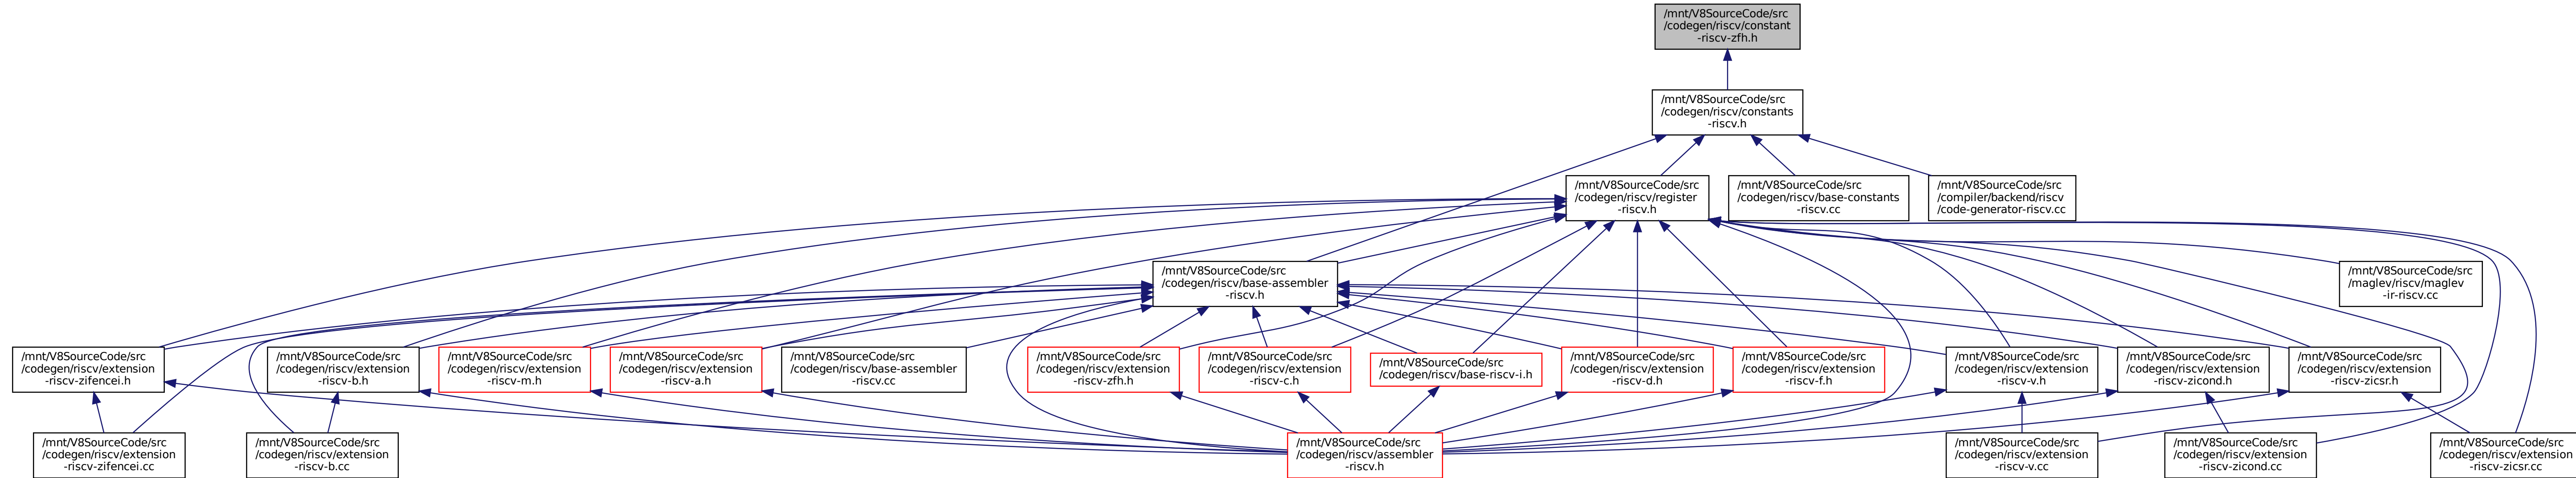 /mnt/V8SourceCode/src
/codegen/riscv/constant
-riscv-zfh.h
/mnt/V8SourceCode/src
/codegen/riscv/constants
-riscv.h
/mnt/V8SourceCode/src
/codegen/riscv/register
-riscv.h
/mnt/V8SourceCode/src
/codegen/riscv/base-constants
-riscv.cc
/mnt/V8SourceCode/src
/compiler/backend/riscv
/code-generator-riscv.cc
/mnt/V8SourceCode/src
/codegen/riscv/base-assembler
-riscv.h
/mnt/V8SourceCode/src
/maglev/riscv/maglev
-ir-riscv.cc
/mnt/V8SourceCode/src
/codegen/riscv/extension
-riscv-zifencei.h
/mnt/V8SourceCode/src
/codegen/riscv/extension
-riscv-b.h
/mnt/V8SourceCode/src
/codegen/riscv/extension
-riscv-m.h
/mnt/V8SourceCode/src
/codegen/riscv/extension
-riscv-a.h
/mnt/V8SourceCode/src
/codegen/riscv/base-assembler
-riscv.cc
/mnt/V8SourceCode/src
/codegen/riscv/extension
-riscv-zfh.h
/mnt/V8SourceCode/src
/codegen/riscv/extension
-riscv-c.h
/mnt/V8SourceCode/src
/codegen/riscv/base-riscv-i.h
/mnt/V8SourceCode/src
/codegen/riscv/extension
-riscv-d.h
/mnt/V8SourceCode/src
/codegen/riscv/extension
-riscv-f.h
/mnt/V8SourceCode/src
/codegen/riscv/extension
-riscv-v.h
/mnt/V8SourceCode/src
/codegen/riscv/extension
-riscv-zicond.h
/mnt/V8SourceCode/src
/codegen/riscv/extension
-riscv-zicsr.h
/mnt/V8SourceCode/src
/codegen/riscv/extension
-riscv-zifencei.cc
/mnt/V8SourceCode/src
/codegen/riscv/extension
-riscv-b.cc
/mnt/V8SourceCode/src
/codegen/riscv/assembler
-riscv.h
/mnt/V8SourceCode/src
/codegen/riscv/extension
-riscv-v.cc
/mnt/V8SourceCode/src
/codegen/riscv/extension
-riscv-zicond.cc
/mnt/V8SourceCode/src
/codegen/riscv/extension
-riscv-zicsr.cc